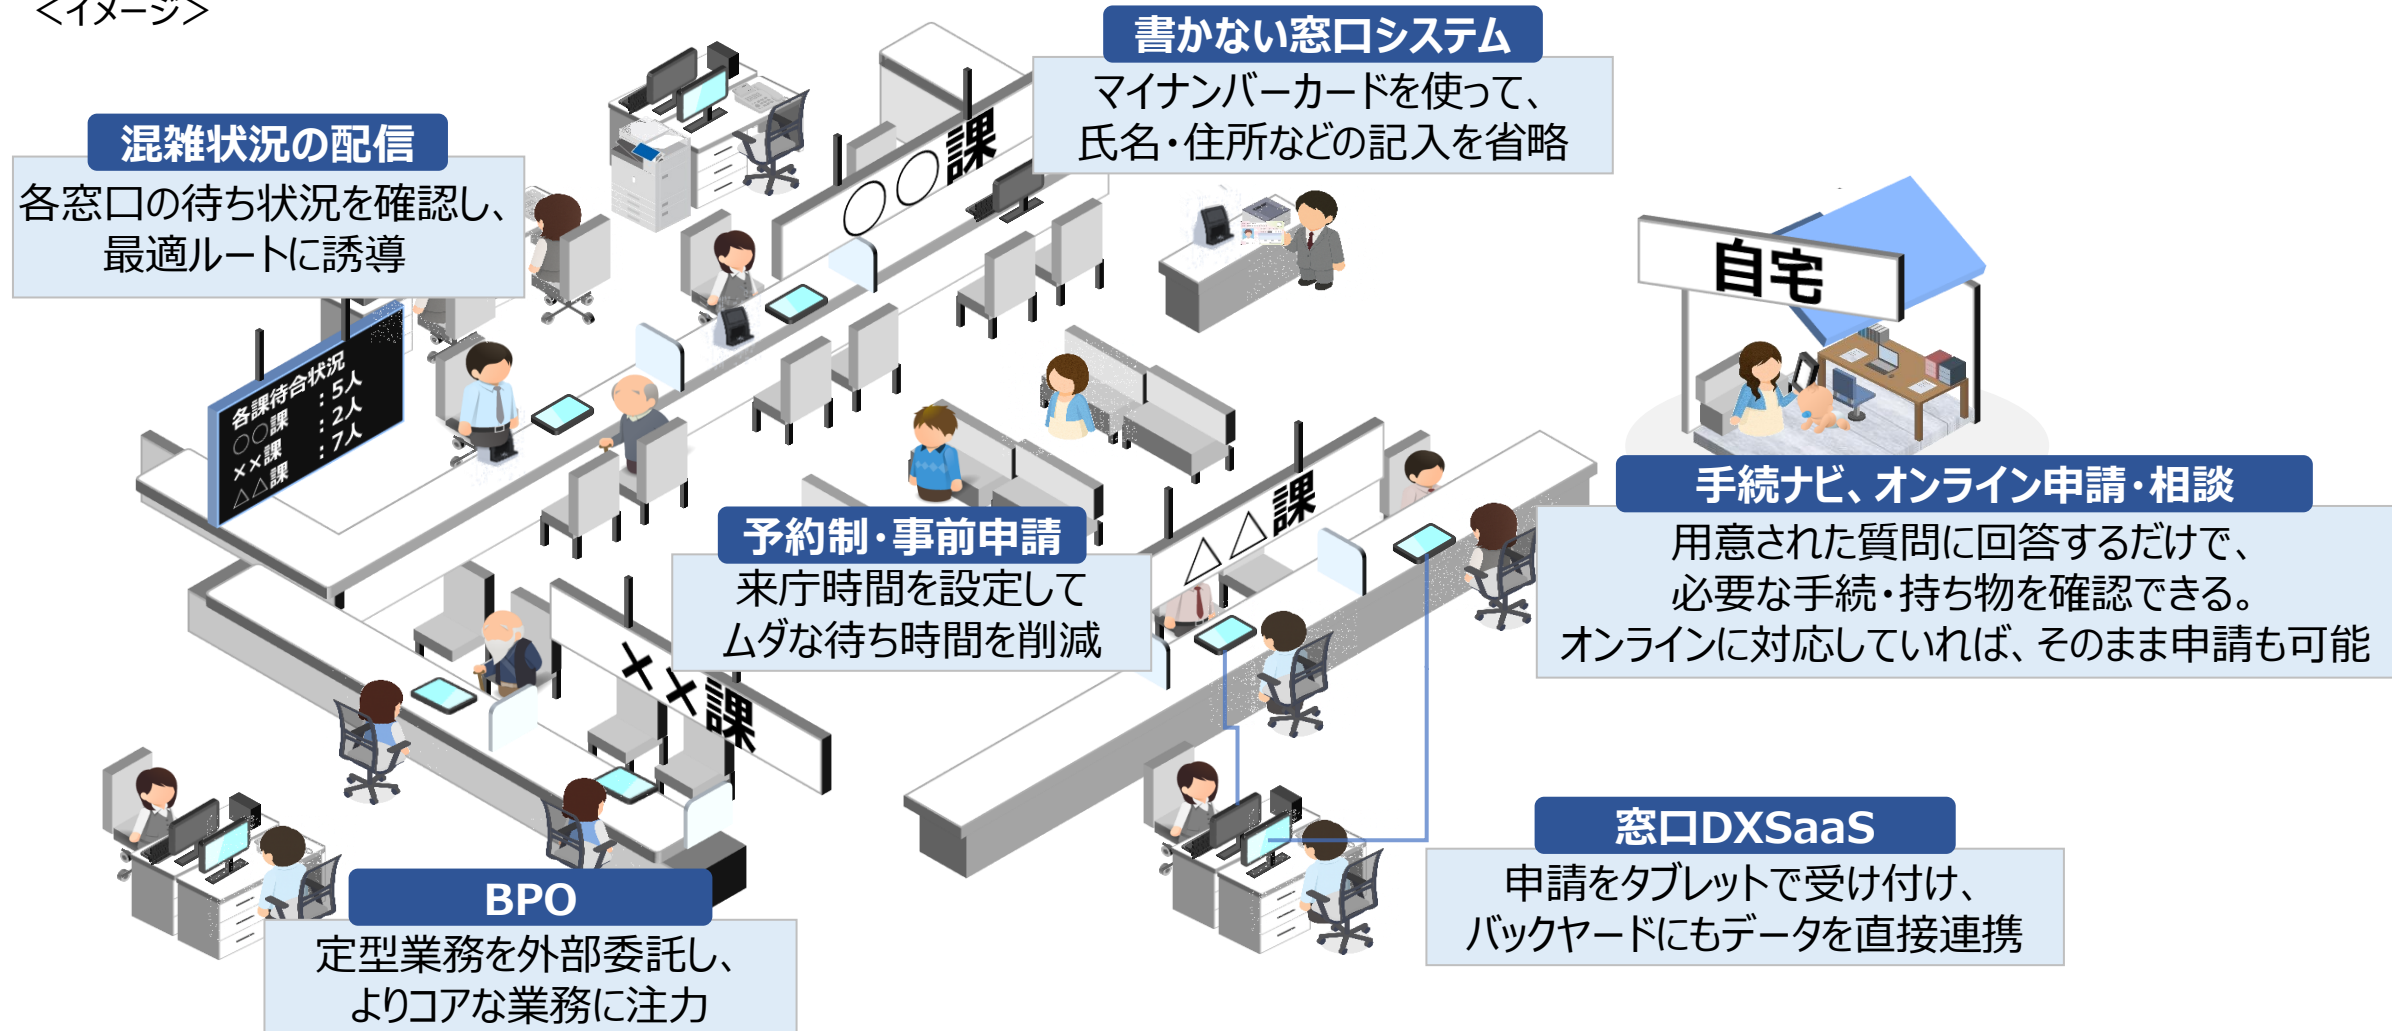 ＜イメージ＞
書かない窓口システム
マイナンバーカードを使って、
氏名・住所などの記入を省略
混雑状況の配信
各窓口の待ち状況を確認し、
最適ルートに誘導
○○課
自宅
各課待合状況
○○課　：5人
××課　：2人
△△課　：7人
手続ナビ、オンライン申請・相談
用意された質問に回答するだけで、
必要な手続・持ち物を確認できる。
オンラインに対応していれば、そのまま申請も可能
△△課
予約制・事前申請
来庁時間を設定して
ムダな待ち時間を削減
××課
窓口DXSaaS
申請をタブレットで受け付け、
バックヤードにもデータを直接連携
BPO
定型業務を外部委託し、
よりコアな業務に注力